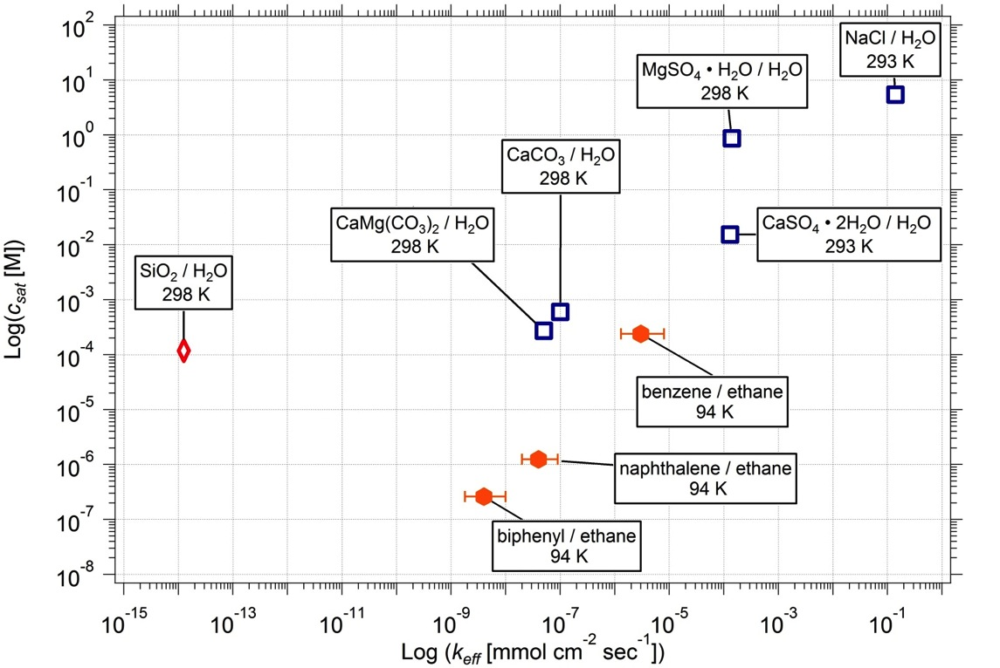 10²
10¹
10⁰
10⁻¹
10⁻²
10⁻³
10⁻⁴
10⁻⁵
10⁻⁶
10⁻⁷
10⁻⁸
Log(c_sat [M])
NaCl / H₂O
293 K
MgSO₄ • H₂O / H₂O
298 K
CaCO₃ / H₂O
298 K
CaMg(CO₃)₂ / H₂O
298 K
CaSO₄ • 2H₂O / H₂O
293 K
SiO₂ / H₂O
298 K
benzene / ethane
94 K
naphthalene / ethane
94 K
biphenyl / ethane
94 K
10⁻¹⁵ 10⁻¹³ 10⁻¹¹ 10⁻⁹ 10⁻⁷ 10⁻⁵ 10⁻³ 10⁻¹
Log (k_eff [mmol cm⁻² sec⁻¹])